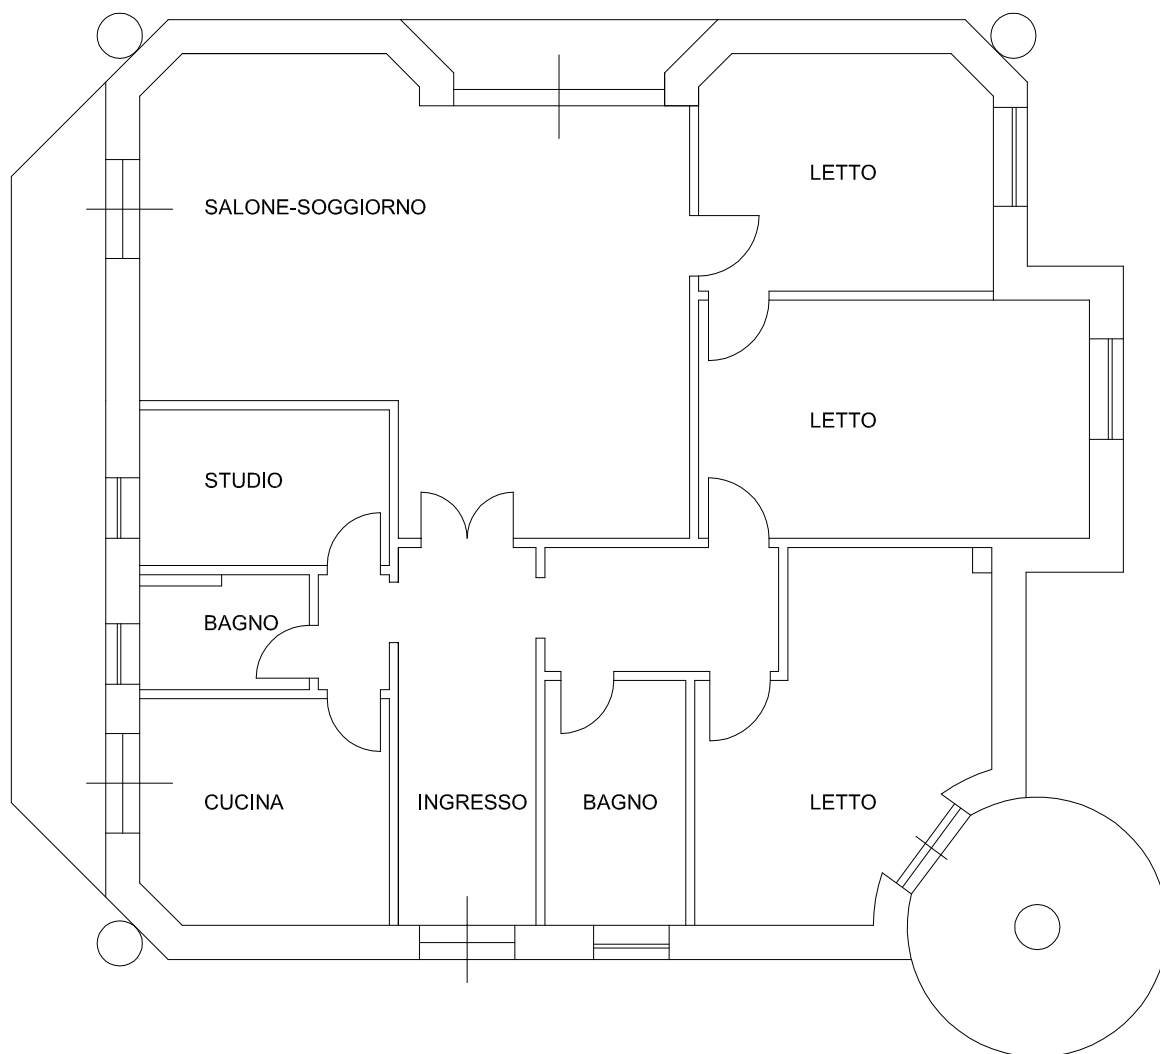 LETTO
SALONE-SOGGIORNO
LETTO
STUDIO
BAGNO
CUCINA
INGRESSO
BAGNO
LETTO